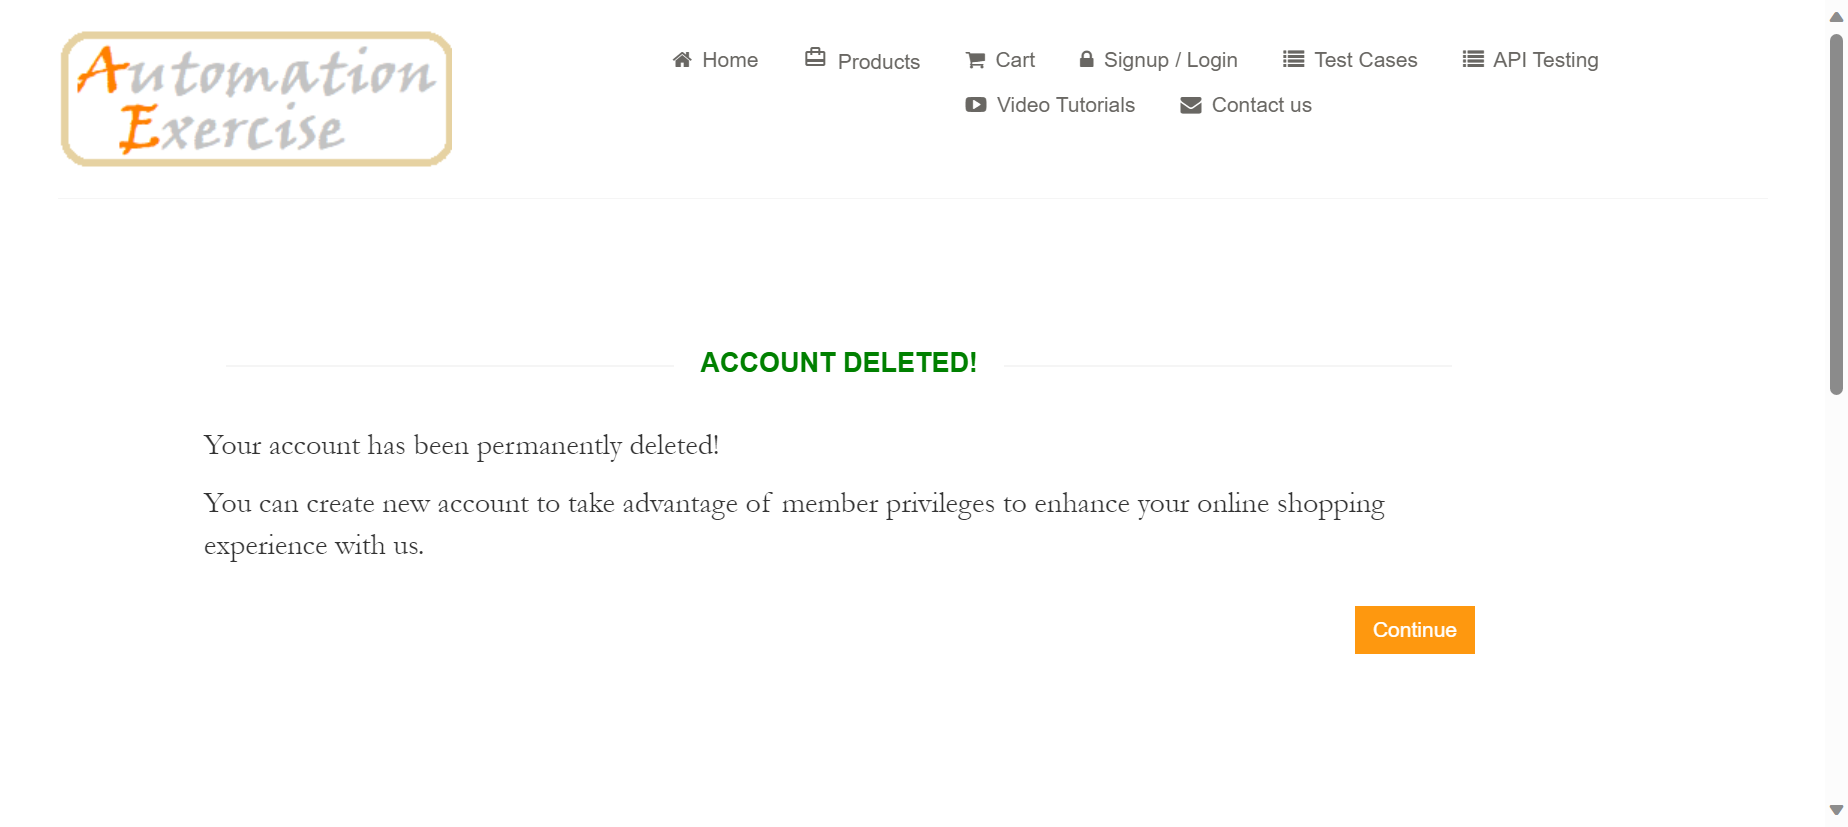 Automation
Exercise
Home
Products
Cart
Signup / Login
Test Cases
API Testing
Video Tutorials
Contact us
ACCOUNT DELETED!
Your account has been permanently deleted!
You can create new account to take advantage of member privileges to enhance your online shopping
experience with us.
Continue